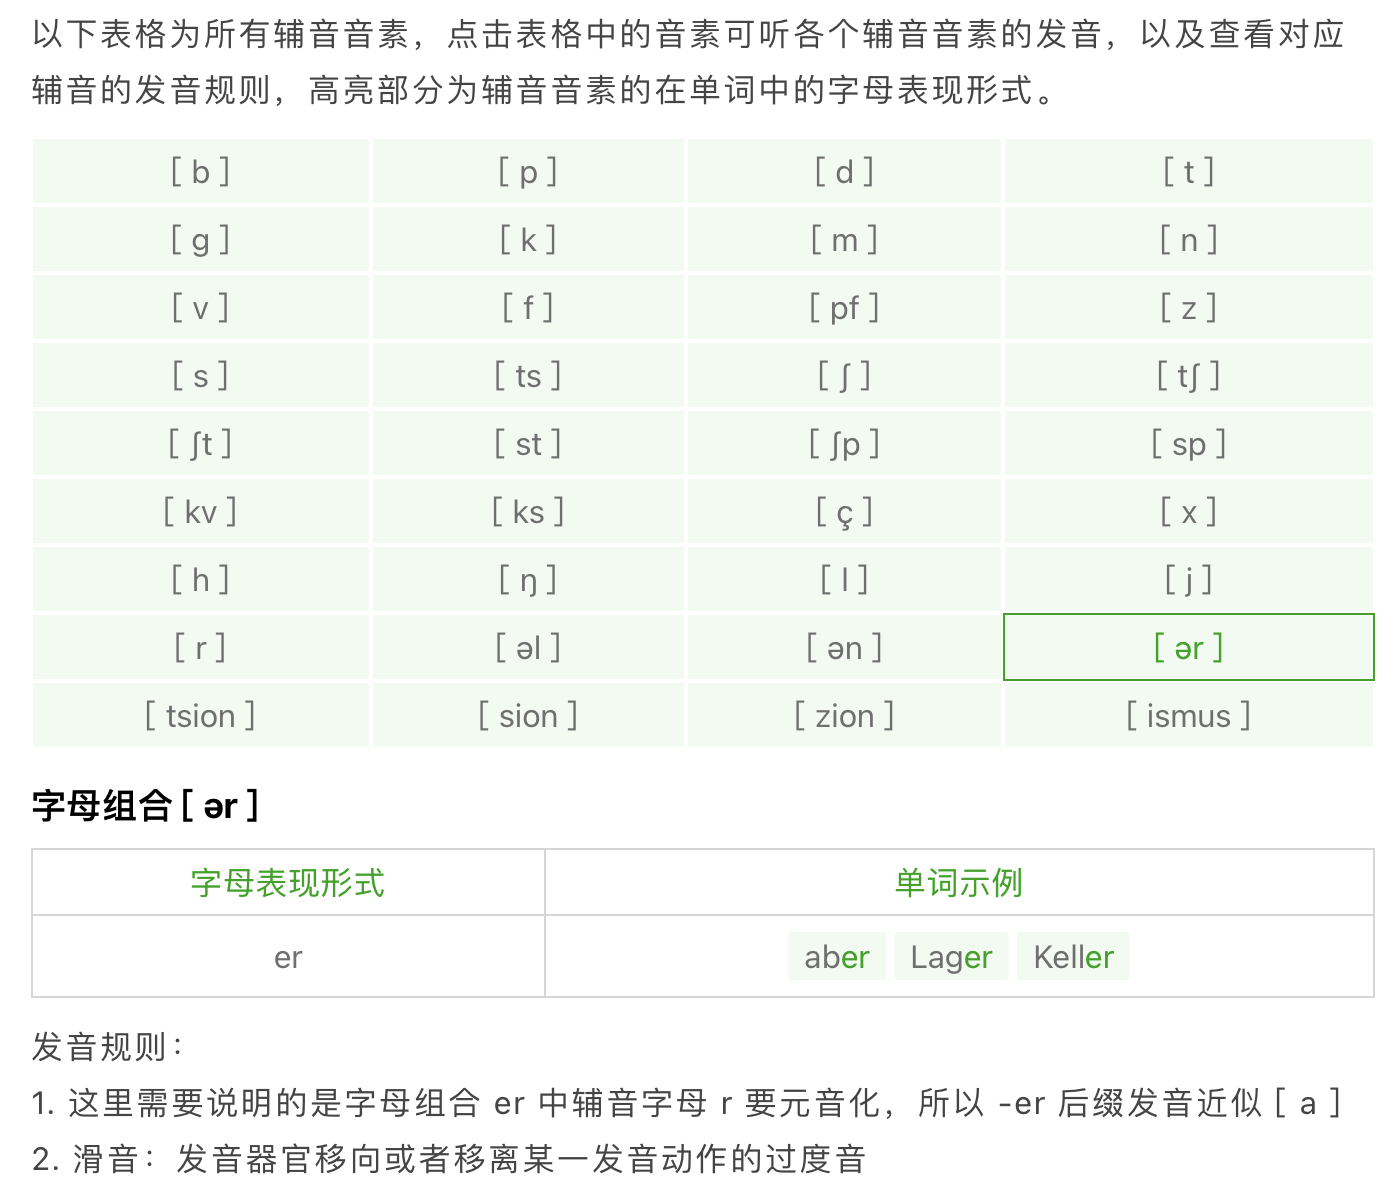 以下表格为所有辅音音素，点击表格中的音素可听各个辅音音素的发音，以及查看对应
辅音的发音规则，高亮部分为辅音音素的在单词中的字母表现形式。
[ b ] [ p ] [ d ] [ t ]
[ g ] [ k ] [ m ] [ n ]
[ v ] [ f ] [ pf ] [ z ]
[ s ] [ ts ] [ ʃ ] [ tʃ ]
[ ʃt ] [ st ] [ ʃp ] [ sp ]
[ kv ] [ ks ] [ ç ] [ x ]
[ h ] [ ŋ ] [ l ] [ j ]
[ r ] [ əl ] [ ən ] [ ər ]
[ tsion ] [ sion ] [ zion ] [ ismus ]
字母组合 [ ər ]
字母表现形式 单词示例
er aber Lager Keller
发音规则：
1. 这里需要说明的是字母组合 er 中辅音字母 r 要元音化，所以 -er 后缀发音近似 [ a ]
2. 滑音：发音器官移向或者移离某一发音动作的过度音